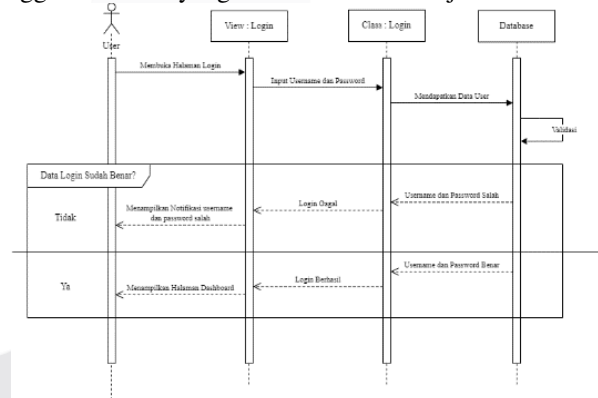 User
View : Login
Class : Login
Database
Membuka Halaman Login
Input Username dan Password
Mendapatkan Data User
Validasi
Data Login Sudah Benar?
Tidak
Username dan Password Salah
Login Gagal
Menampilkan Notifikasi username
dan password salah
Ya
Username dan Password Benar
Login Berhasil
Menampilkan Halaman Dashboard